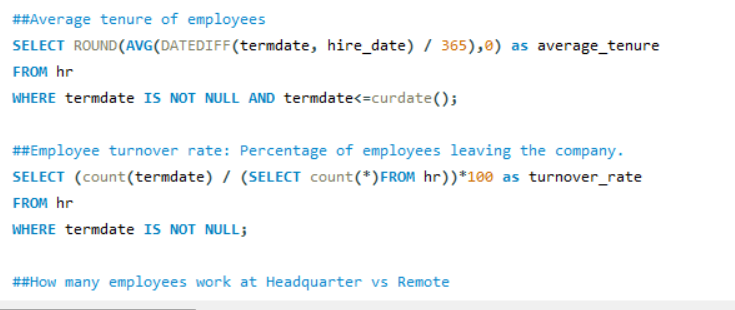 ##Average tenure of employees
SELECT ROUND(AVG(DATEDIFF(termdate, hire_date) / 365),0) as average_tenure
FROM hr
WHERE termdate IS NOT NULL AND termdate<=curdate();
##Employee turnover rate: Percentage of employees leaving the company.
SELECT (count(termdate) / (SELECT count(*)FROM hr))*100 as turnover_rate
FROM hr
WHERE termdate IS NOT NULL;
##How many employees work at Headquarter vs Remote